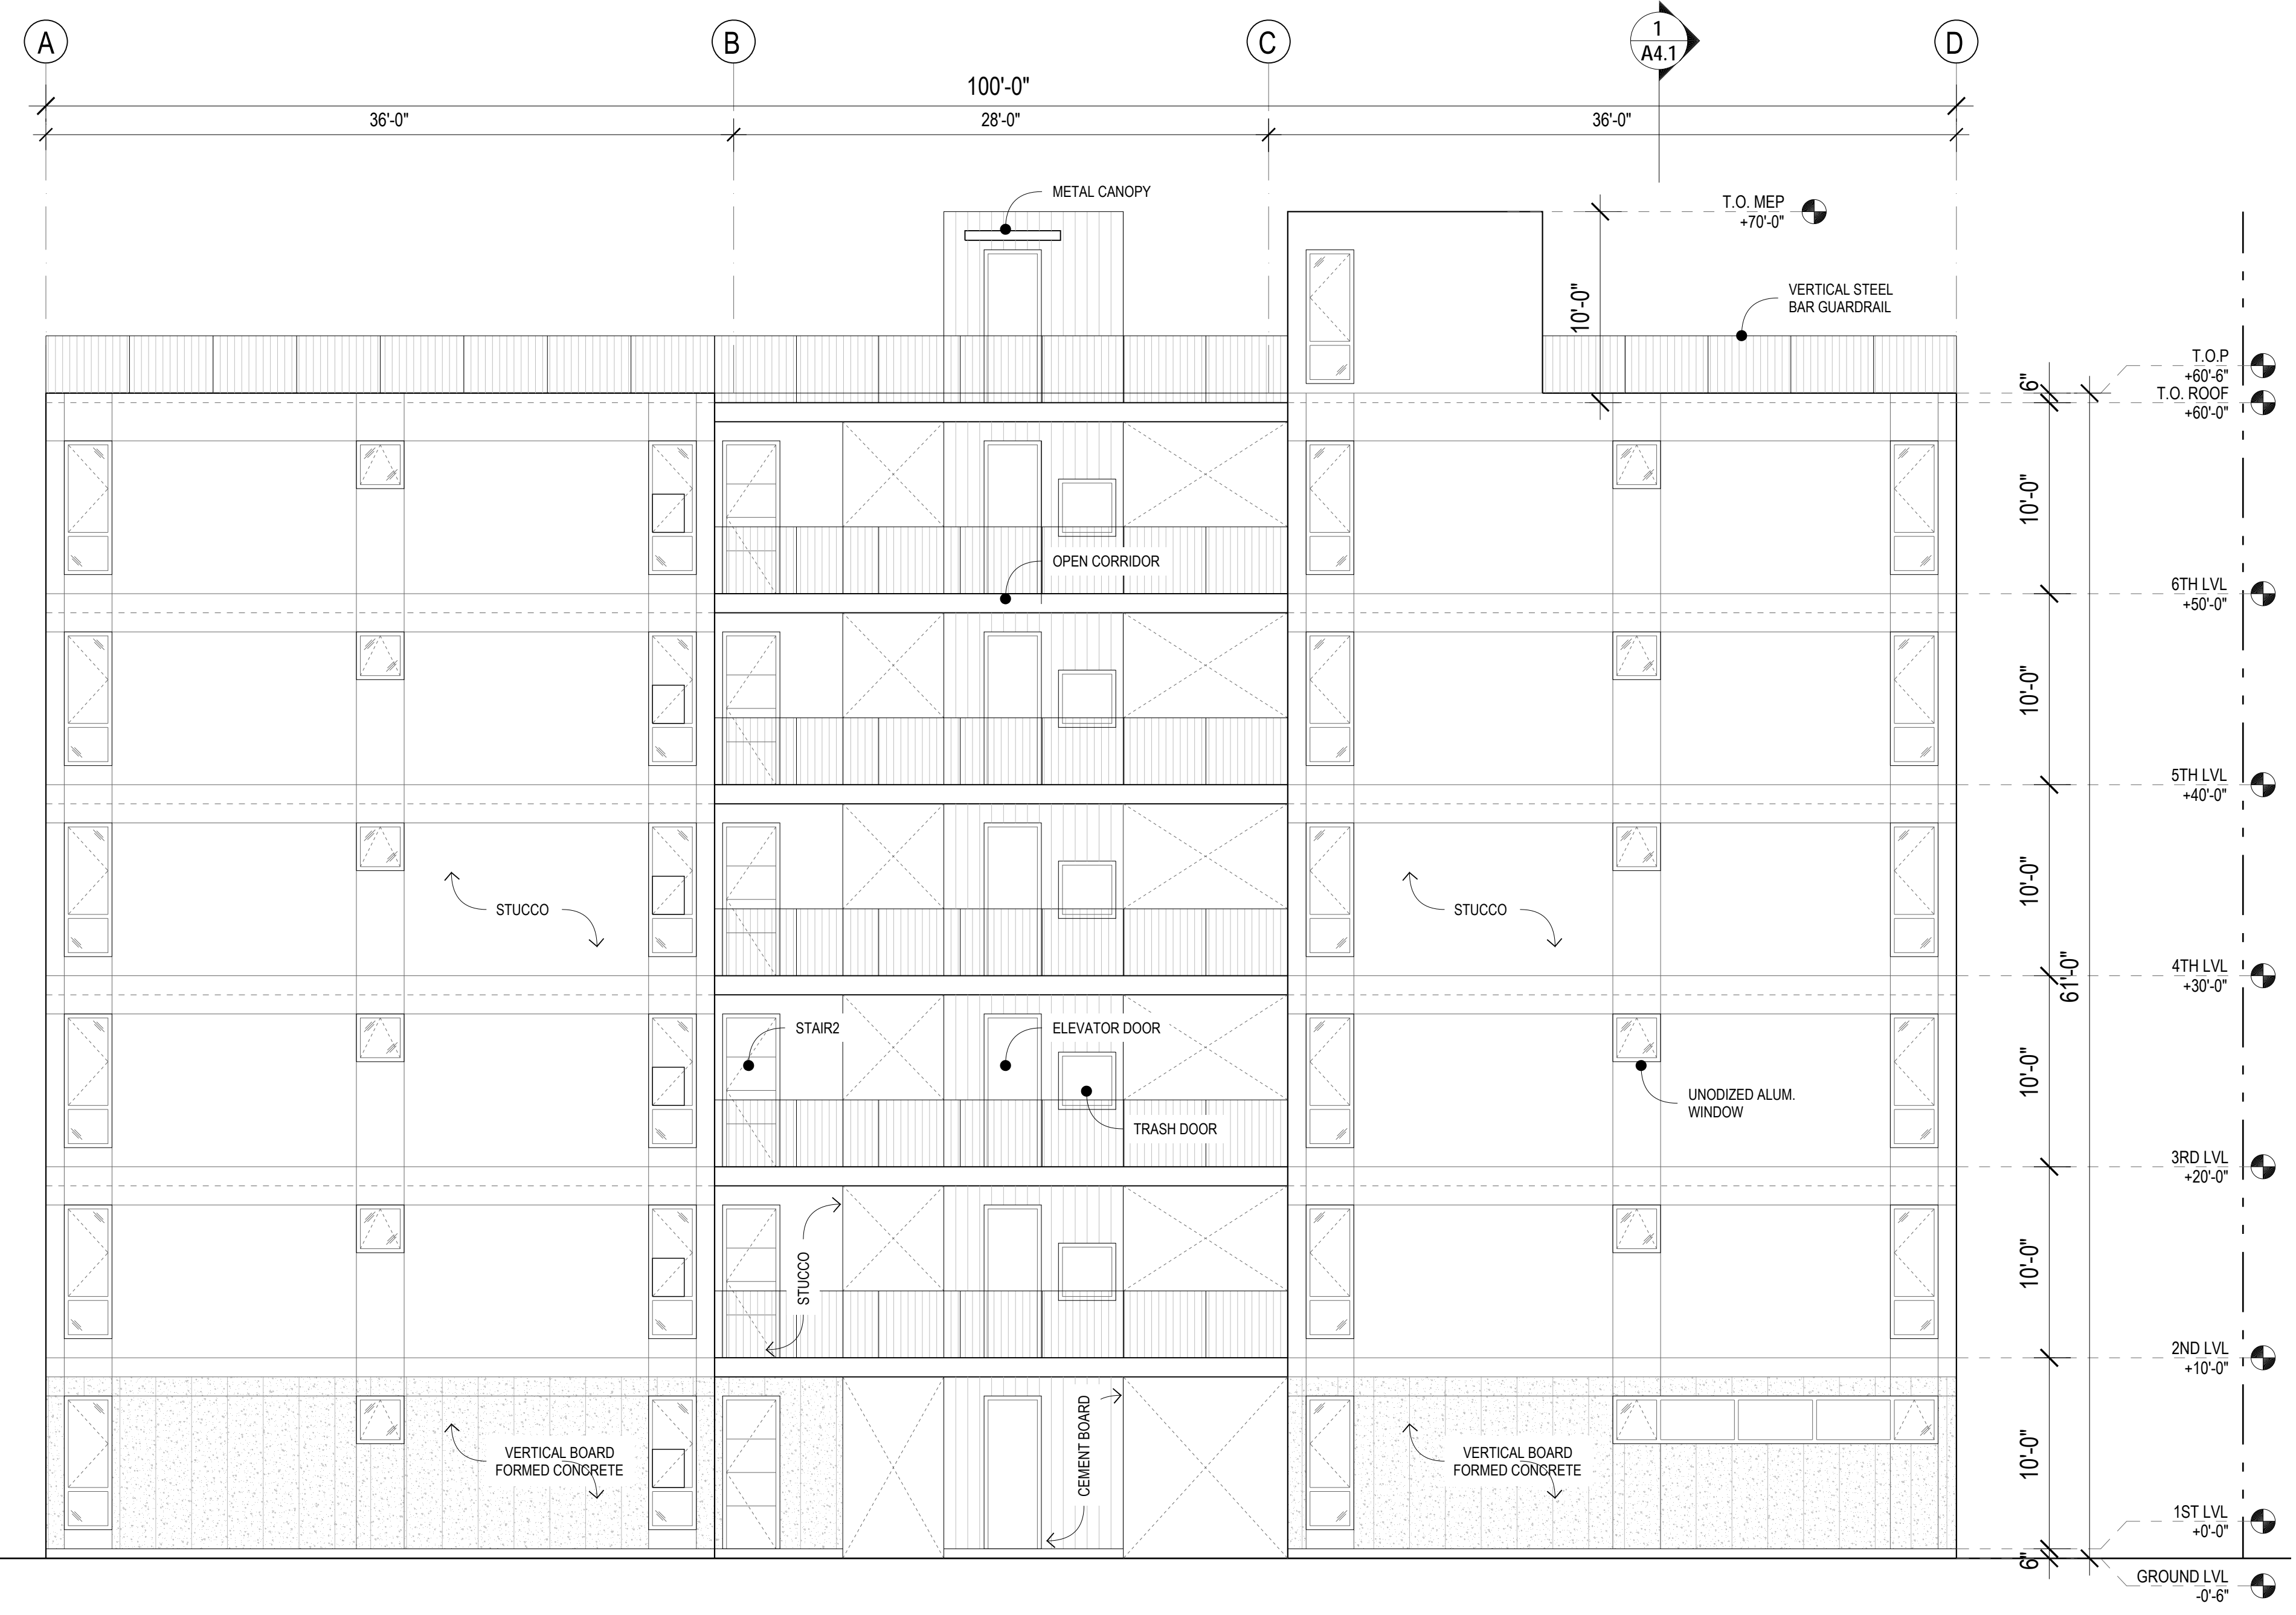 A
B
C
1
A4.1
D
100'-0"
36'-0"
28'-0"
36'-0"
METAL CANOPY
T.O. MEP
+70'-0"
10'-0"
VERTICAL STEEL
BAR GUARDRAIL
T.O.P
+60'-6"
6"
T.O. ROOF
+60'-0"
10'-0"
OPEN CORRIDOR
6TH LVL
+50'-0"
10'-0"
5TH LVL
+40'-0"
10'-0"
STUCCO
STUCCO
61'-0"
4TH LVL
+30'-0"
STAIR2
ELEVATOR DOOR
10'-0"
UNODIZED ALUM.
WINDOW
TRASH DOOR
3RD LVL
+20'-0"
STUCCO
10'-0"
2ND LVL
+10'-0"
CEMENT BOARD
VERTICAL BOARD
FORMED CONCRETE
VERTICAL BOARD
FORMED CONCRETE
10'-0"
1ST LVL
+0'-0"
6"
GROUND LVL
-0'-6"